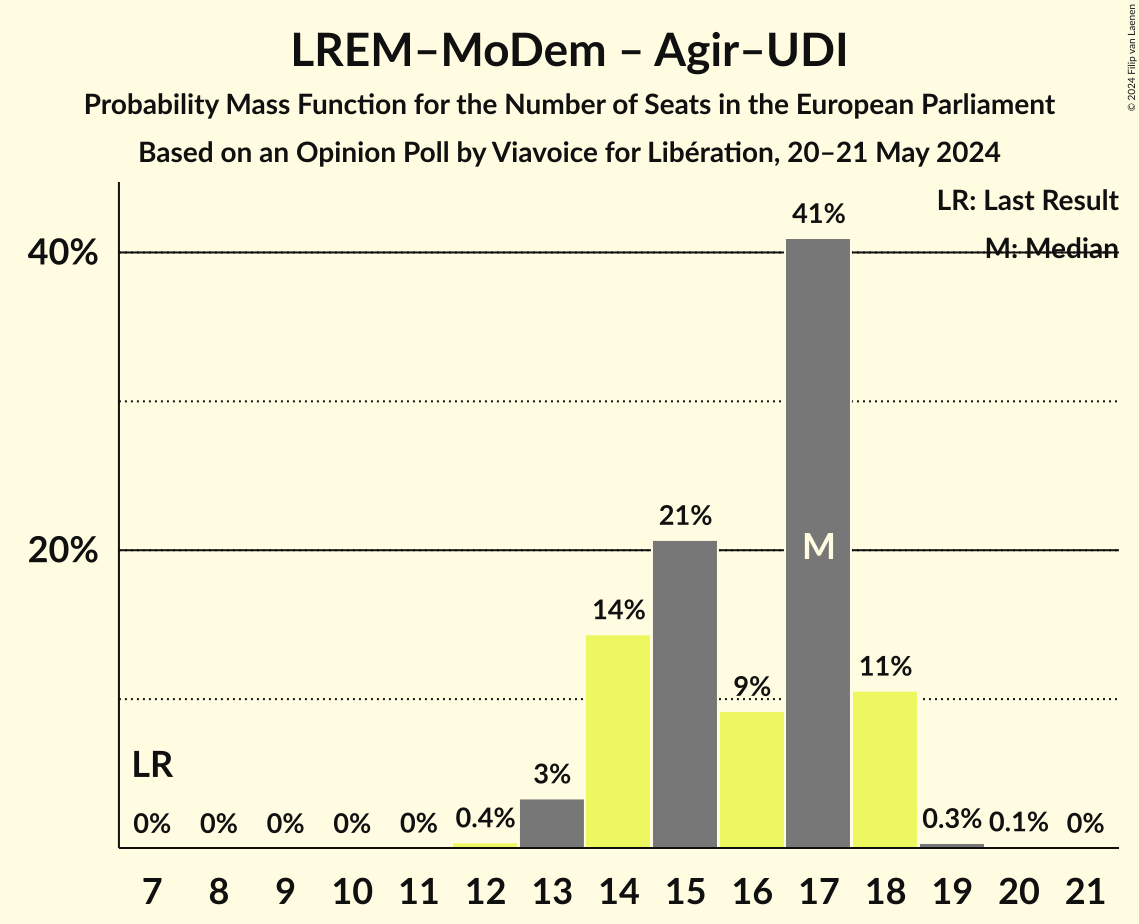 LREM–MoDem – Agir–UDI
Probability Mass Function for the Number of Seats in the European Parliament
Based on an Opinion Poll by Viavoice for Libération, 20–21 May 2024
© 2024 Filip van Laenen
LR: Last Result
M: Median
40%
20%
41%
21%
M
14%
9%
11%
LR
3%
0% 0% 0% 0% 0% 0.4% 0.3% 0.1% 0%
7 8 9 10 11 12 13 14 15 16 17 18 19 20 21